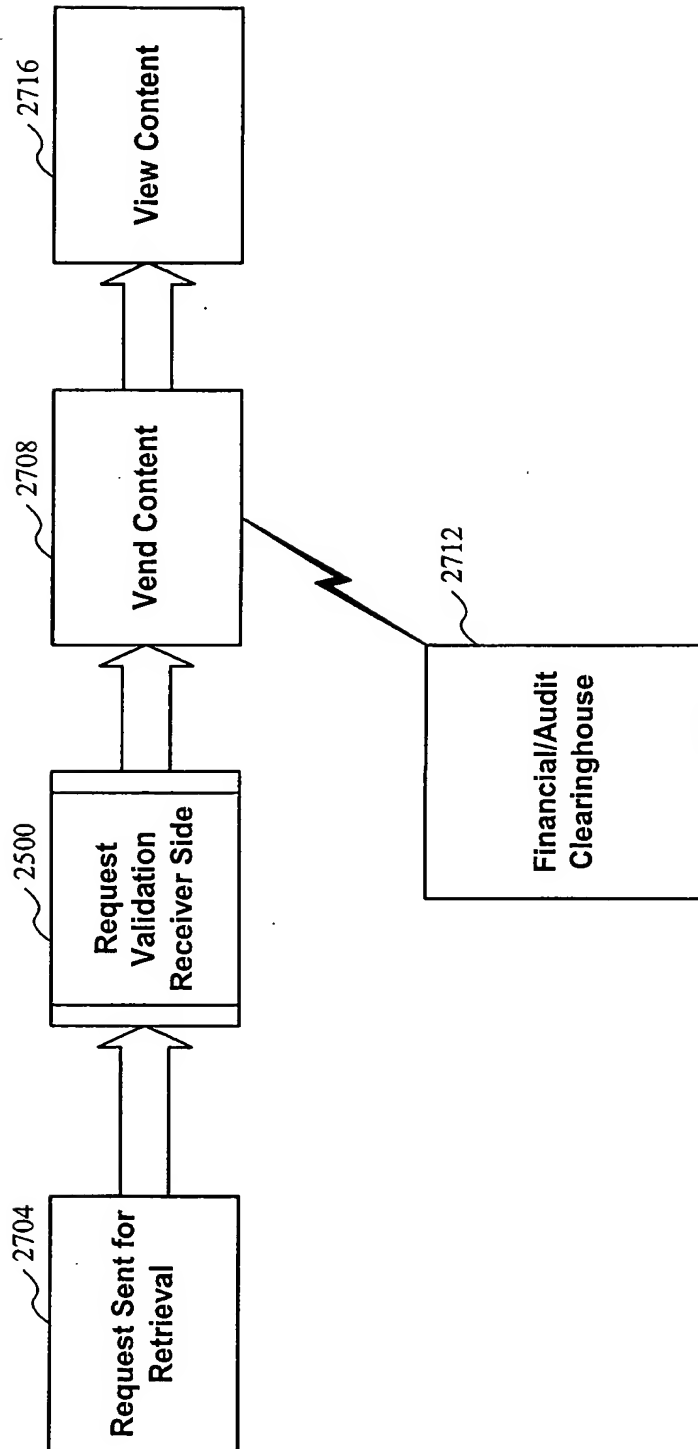 2704
Request Sent for
Retrieval
2500
Request
Validation
Receiver Side
2708
Vend Content
2716
View Content
2712
Financial/Audit
Clearinghouse